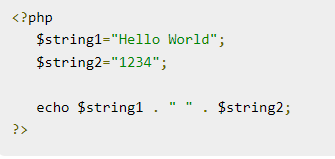 <?php
   $string1="Hello World";
   $string2="1234";

   echo $string1 . " " . $string2;
?>